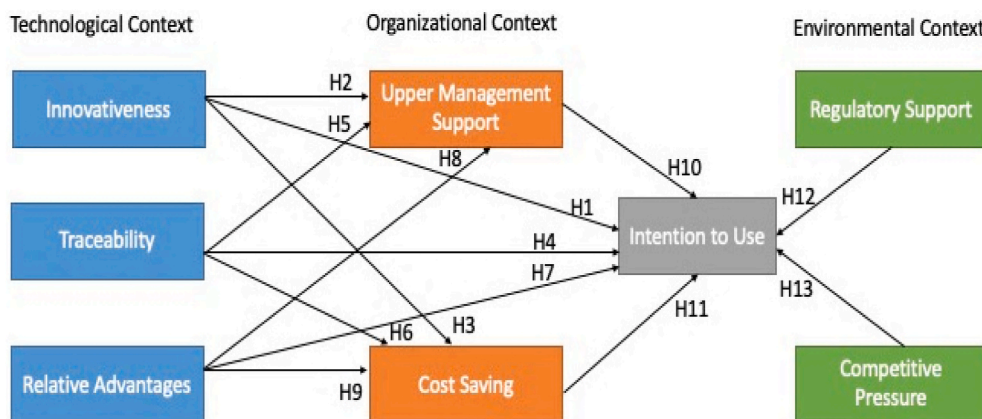 Technological Context
Organizational Context
Environmental Context
Innovativeness
H2
Upper Management
Support
Regulatory Support
H5
H8
H10
H1
H12
Traceability
H4
Intention to Use
H7
H13
H11
H6
H3
Relative Advantages
H9
Cost Saving
Competitive
Pressure